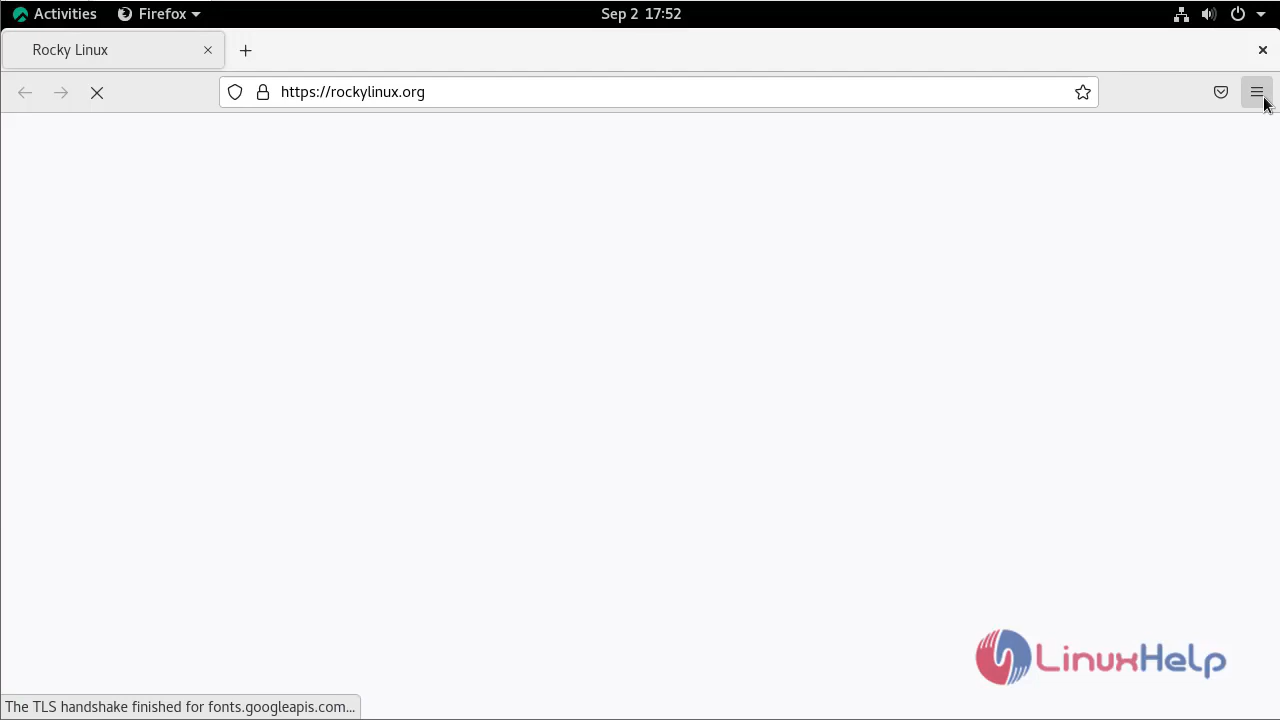 Activities Firefox Sep 2 17:52
Rocky Linux
https://rockylinux.org
LinuxHelp
The TLS handshake finished for fonts.googleapis.com...